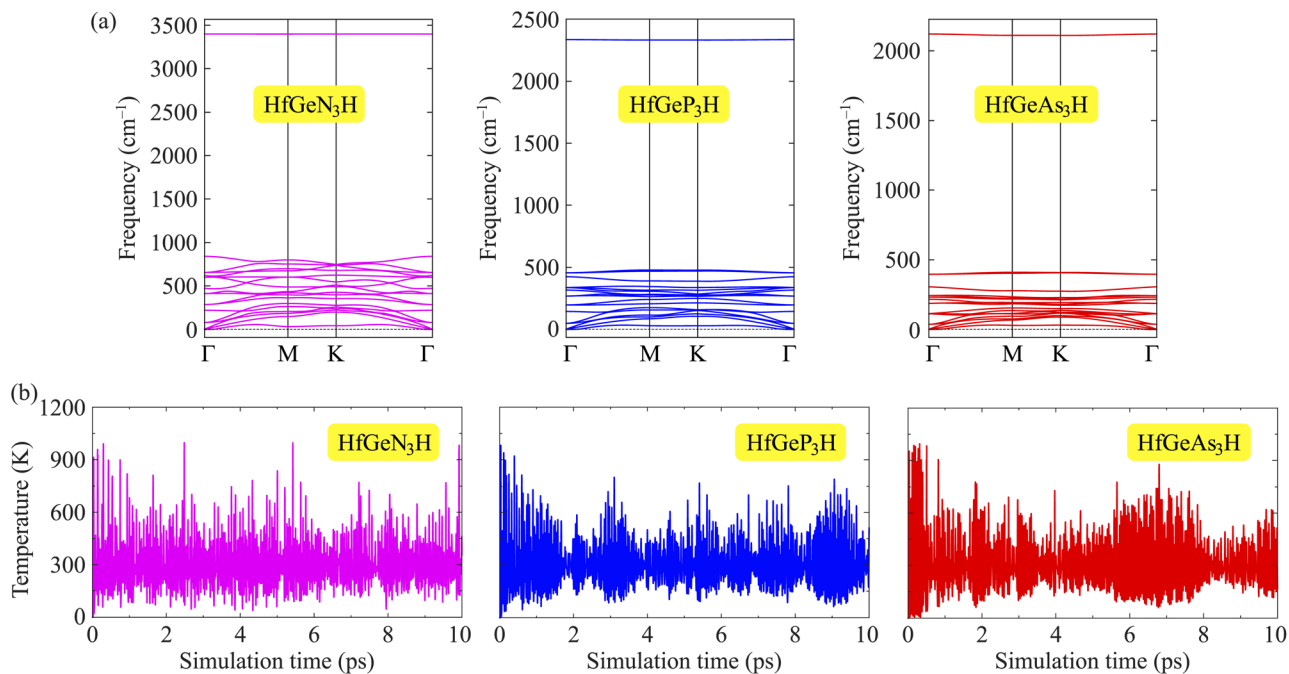 (a)
3500
3000
2500
2000
1500
1000
500
0
Frequency (cm⁻¹)
HfGeN₃H
Γ M K Γ
2500
2000
1500
1000
500
0
Frequency (cm⁻¹)
HfGeP₃H
Γ M K Γ
2000
1500
1000
500
0
Frequency (cm⁻¹)
HfGeAs₃H
Γ M K Γ
(b)
1200
900
600
300
0
Temperature (K)
HfGeN₃H
0 2 4 6 8 10
Simulation time (ps)
HfGeP₃H
0 2 4 6 8 10
Simulation time (ps)
HfGeAs₃H
0 2 4 6 8 10
Simulation time (ps)